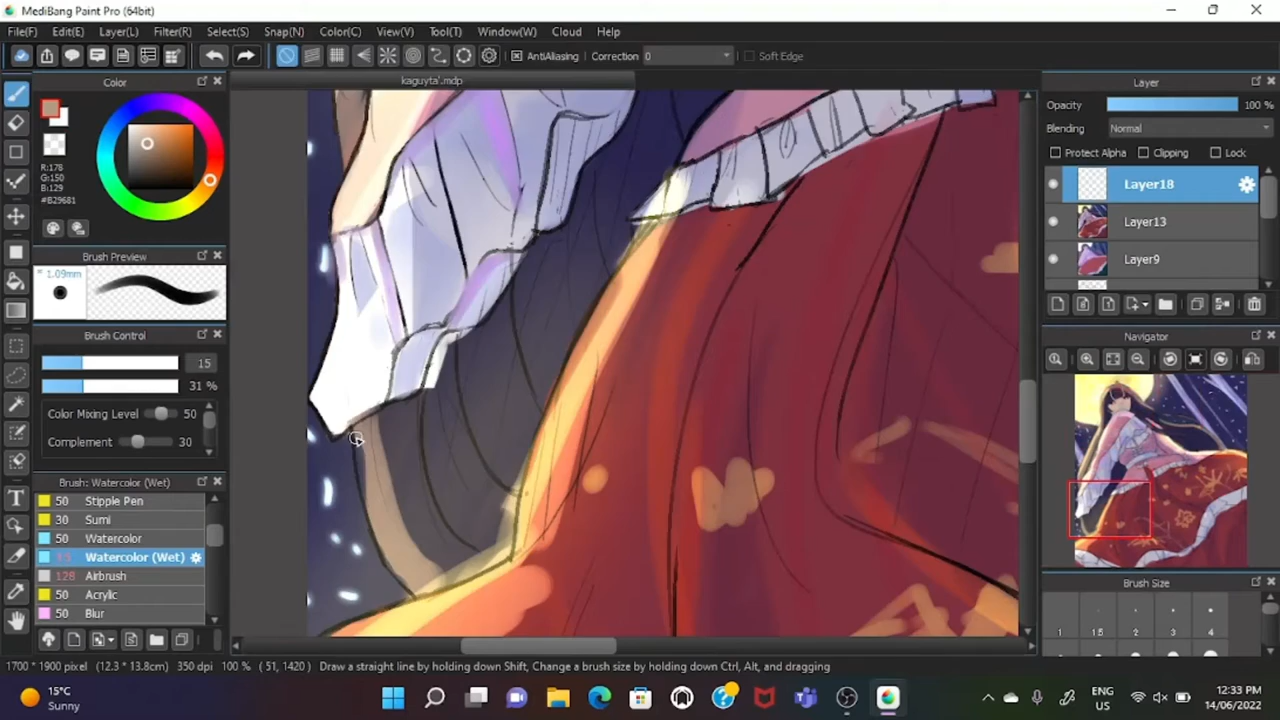 MediBang Paint Pro (64bit)
File(F) Edit(E) Layer(L) Filter(R) Select(S) Snap(N) Color(C) View(V) Tool(T) Window(W) Cloud Help
AntiAliasing Correction 0 Soft Edge
Color
kaguyta'.mdp
Layer
Opacity 100 %
Blending Normal
Protect Alpha Clipping Lock
R:178
G:150
B:129
#B29681
Layer18
Layer13
Layer9
Brush Preview
1.09mm
Brush Control
15
31 %
Color Mixing Level 50
Complement 30
Navigator
Brush: Watercolor (Wet)
50 Stipple Pen
30 Sumi
50 Watercolor
15 Watercolor (Wet)
128 Airbrush
50 Acrylic
50 Blur
Brush Size
1 1.5 2 3 4
1700 * 1900 pixel (12.3 * 13.8cm) 350 dpi 100 % ( 51, 1420 ) Draw a straight line by holding down Shift, Change a brush size by holding down Ctrl, Alt, and dragging
15°C
Sunny
ENG
US
12:33 PM
14/06/2022